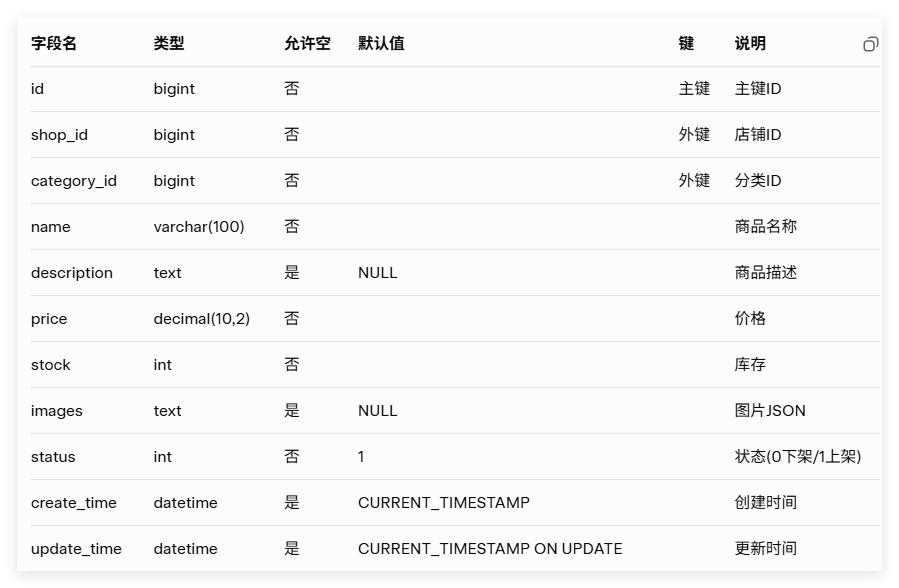 字段名 类型 允许空 默认值 键 说明
id bigint 否 主键 主键ID
shop_id bigint 否 外键 店铺ID
category_id bigint 否 外键 分类ID
name varchar(100) 否 商品名称
description text 是 NULL 商品描述
price decimal(10,2) 否 价格
stock int 否 库存
images text 是 NULL 图片JSON
status int 否 1 状态(0下架/1上架)
create_time datetime 是 CURRENT_TIMESTAMP 创建时间
update_time datetime 是 CURRENT_TIMESTAMP ON UPDATE 更新时间